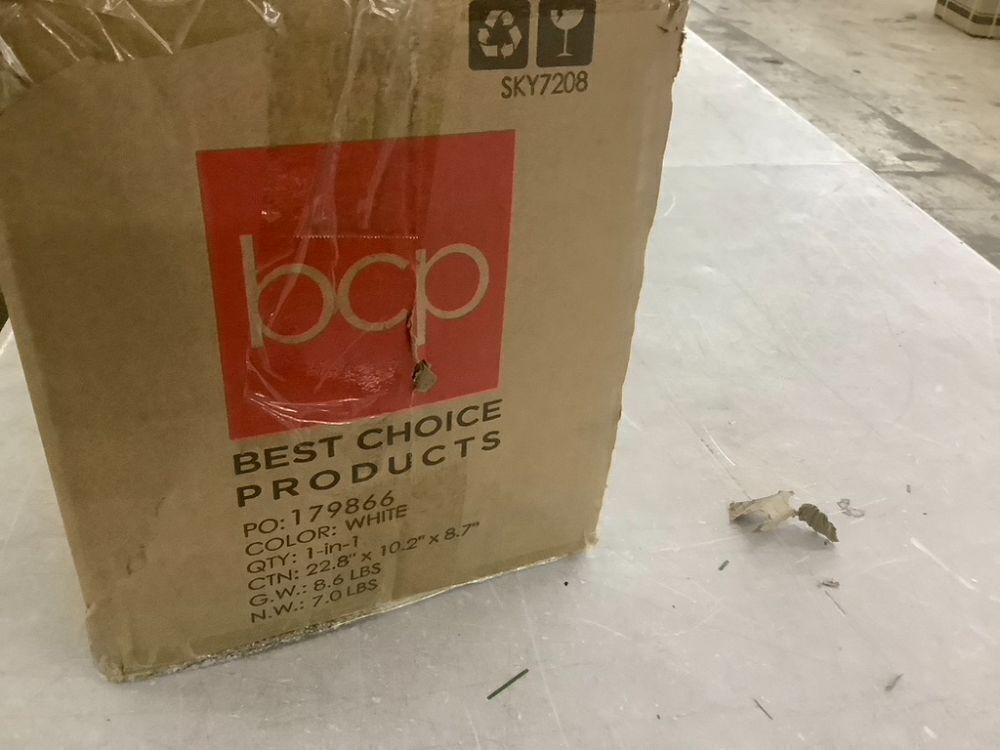 SKY7208
bcp
BEST CHOICE
PRODUCTS
PO: 179866
COLOR: WHITE
QTY: 1-in-1
CTN: 22.8" x 10.2" x 8.7"
G.W.: 8.6 LBS
N.W.: 7.0 LBS